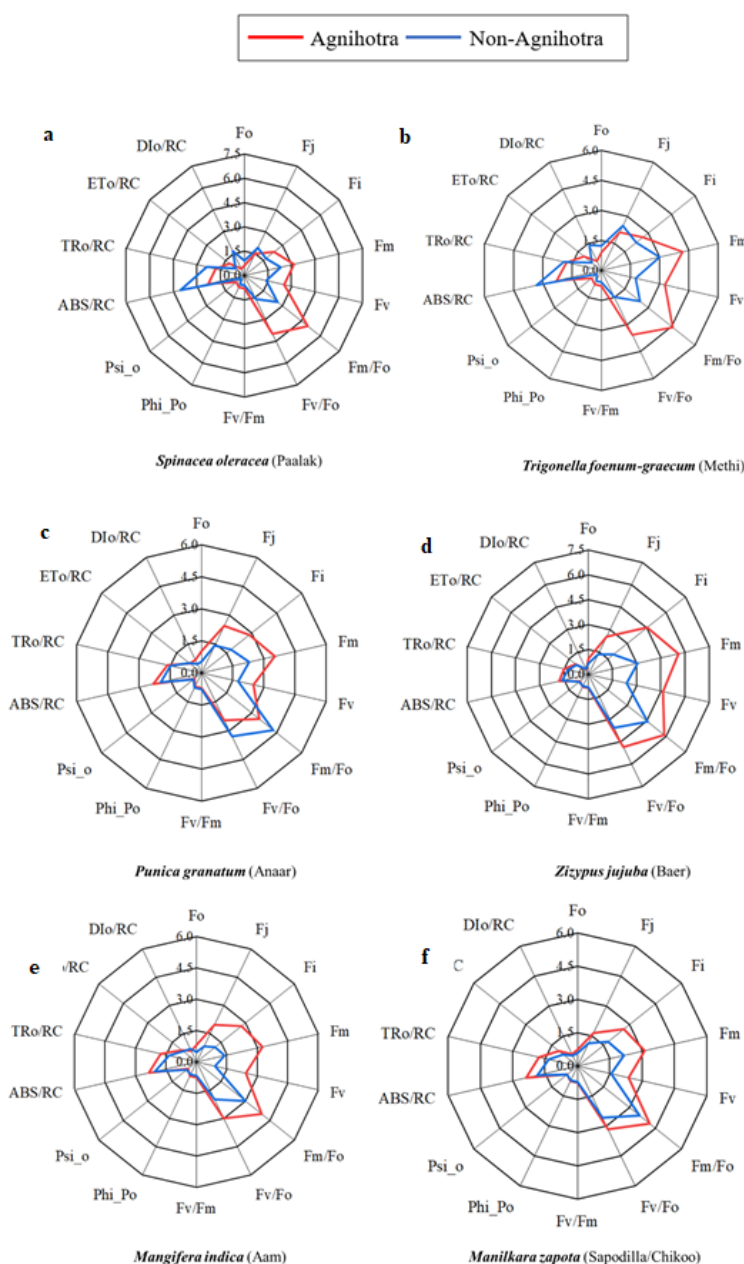 Agnihotra Non-Agnihotra
a
Fo
Fj
Fi
Fm
Fv
Fm/Fo
Fv/Fo
Fv/Fm
Phi_Po
Psi_o
ABS/RC
TRo/RC
ETo/RC
DIo/RC
7.5
6.0
4.5
3.0
1.5
0.0
Spinacea oleracea (Paalak)
b
Fo
Fj
Fi
Fm
Fv
Fm/Fo
Fv/Fo
Fv/Fm
Phi_Po
Psi_o
ABS/RC
TRo/RC
ETo/RC
DIo/RC
6.0
4.5
3.0
1.5
0.0
Trigonella foenum-graecum (Methi)
c
Fo
Fj
Fi
Fm
Fv
Fm/Fo
Fv/Fo
Fv/Fm
Phi_Po
Psi_o
ABS/RC
TRo/RC
ETo/RC
DIo/RC
6.0
4.5
3.0
1.5
0.0
Punica granatum (Anaar)
d
Fo
Fj
Fi
Fm
Fv
Fm/Fo
Fv/Fo
Fv/Fm
Phi_Po
Psi_o
ABS/RC
TRo/RC
ETo/RC
DIo/RC
7.5
6.0
4.5
3.0
1.5
0.0
Zizypus jujuba (Baer)
e
Fo
Fj
Fi
Fm
Fv
Fm/Fo
Fv/Fo
Fv/Fm
Phi_Po
Psi_o
ABS/RC
TRo/RC
/RC
DIo/RC
6.0
4.5
3.0
1.5
0.0
Mangifera indica (Aam)
f
Fo
Fj
Fi
Fm
Fv
Fm/Fo
Fv/Fo
Fv/Fm
Phi_Po
Psi_o
ABS/RC
TRo/RC
C
DIo/RC
6.0
4.5
3.0
1.5
0.0
Manilkara zapota (Sapodilla/Chikoo)